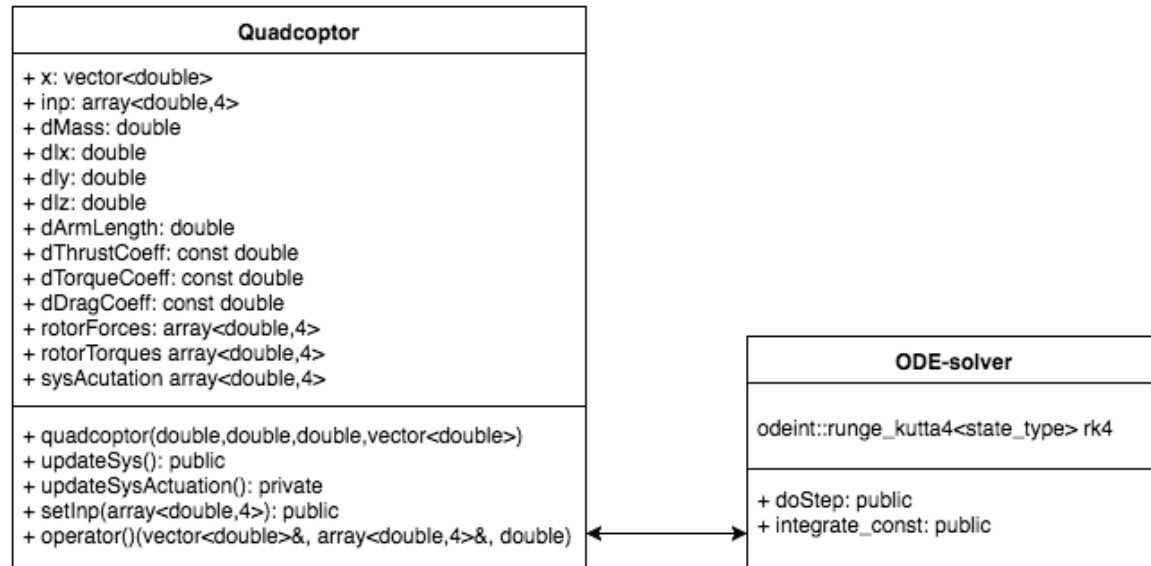 Quadcoptor
+ x: vector<double>
+ inp: array<double,4>
+ dMass: double
+ dIx: double
+ dIy: double
+ dIz: double
+ dArmLength: double
+ dThrustCoeff: const double
+ dTorqueCoeff: const double
+ dDragCoeff: const double
+ rotorForces: array<double,4>
+ rotorTorques array<double,4>
+ sysAcutation array<double,4>
+ quadcoptor(double,double,double,vector<double>)
+ updateSys(): public
+ updateSysActuation(): private
+ setInp(array<double,4>): public
+ operator()(vector<double>&, array<double,4>&, double)
ODE-solver
odeint::runge_kutta4<state_type> rk4
+ doStep: public
+ integrate_const: public